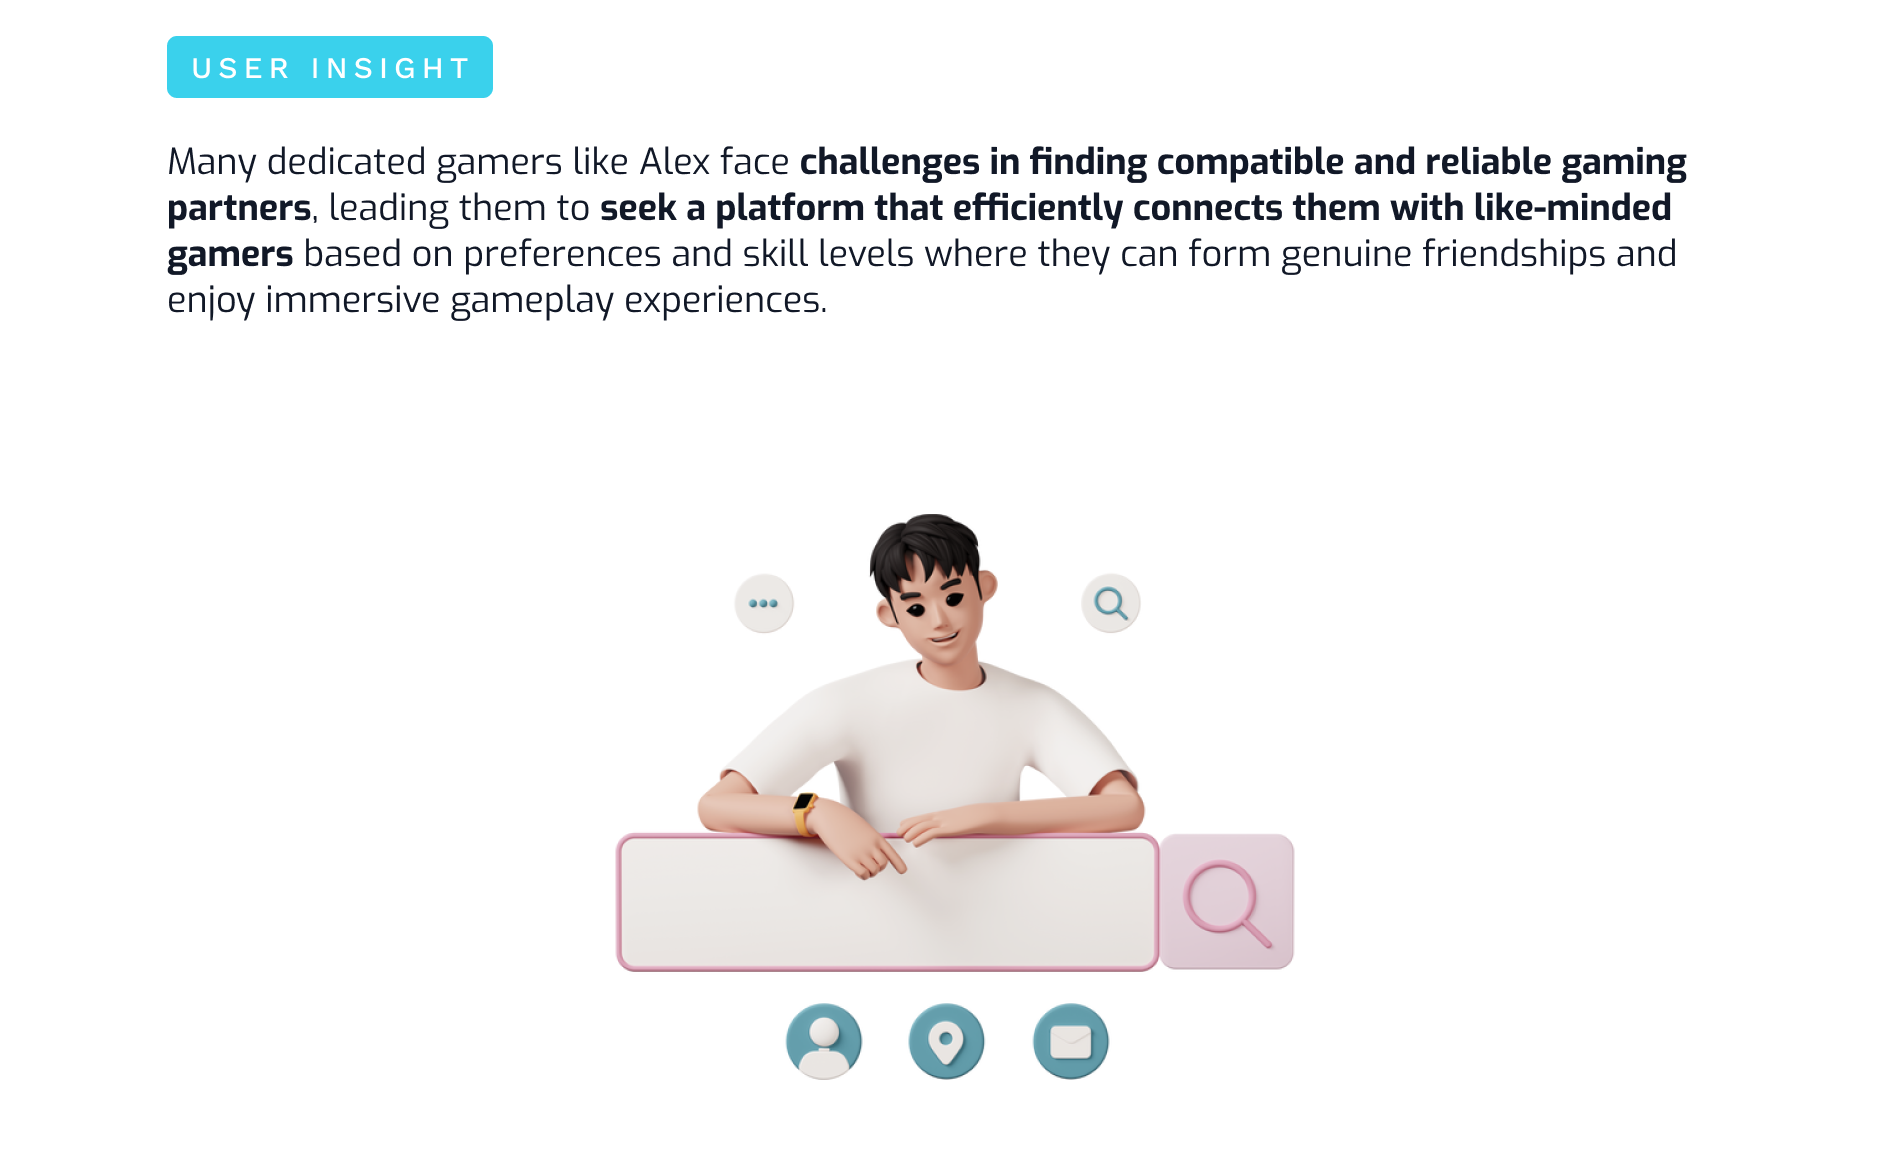 USER INSIGHT
Many dedicated gamers like Alex face challenges in finding compatible and reliable gaming
partners, leading them to seek a platform that efficiently connects them with like-minded
gamers based on preferences and skill levels where they can form genuine friendships and
enjoy immersive gameplay experiences.